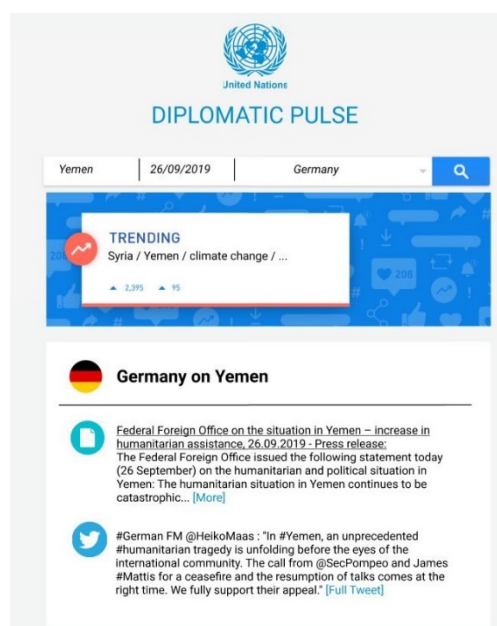 United Nations
DIPLOMATIC PULSE
Yemen 26/09/2019 Germany
208
TRENDING
Syria / Yemen / climate change / ...
2,395 95
Germany on Yemen
Federal Foreign Office on the situation in Yemen – increase in
humanitarian assistance, 26.09.2019 - Press release:
The Federal Foreign Office issued the following statement today
(26 September) on the humanitarian and political situation in
Yemen: The humanitarian situation in Yemen continues to be
catastrophic... [More]
#German FM @HeikoMaas : "In #Yemen, an unprecedented
#humanitarian tragedy is unfolding before the eyes of the
international community. The call from @SecPompeo and James
#Mattis for a ceasefire and the resumption of talks comes at the
right time. We fully support their appeal." [Full Tweet]